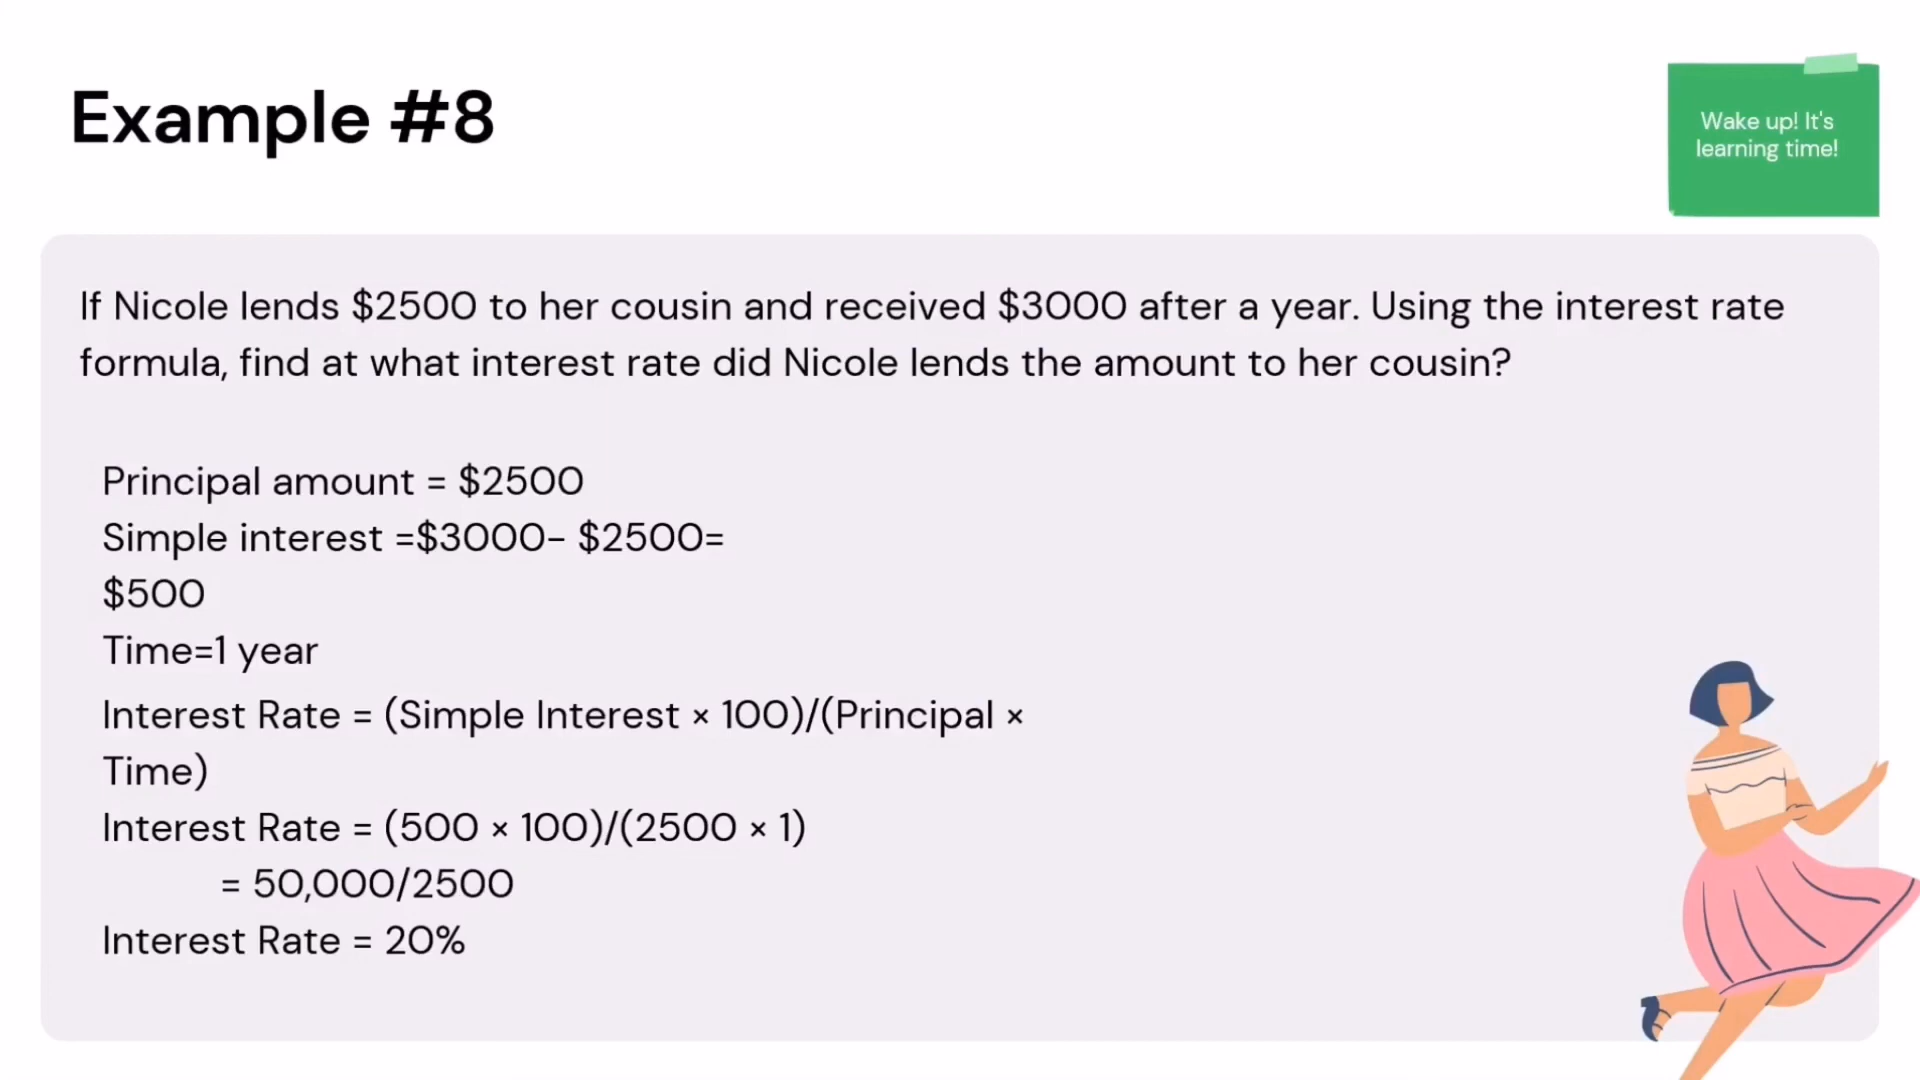 Example #8
Wake up! It's
learning time!
If Nicole lends $2500 to her cousin and received $3000 after a year. Using the interest rate
formula, find at what interest rate did Nicole lends the amount to her cousin?
Principal amount = $2500
Simple interest =$3000- $2500=
$500
Time=1 year
Interest Rate = (Simple Interest × 100)/(Principal ×
Time)
Interest Rate = (500 × 100)/(2500 × 1)
= 50,000/2500
Interest Rate = 20%